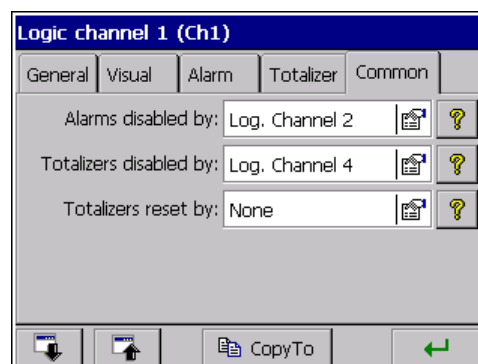 Logic channel 1 (Ch1)
General Visual Alarm Totalizer Common
Alarms disabled by: Log. Channel 2 ?
Totalizers disabled by: Log. Channel 4 ?
Totalizers reset by: None ?
CopyTo